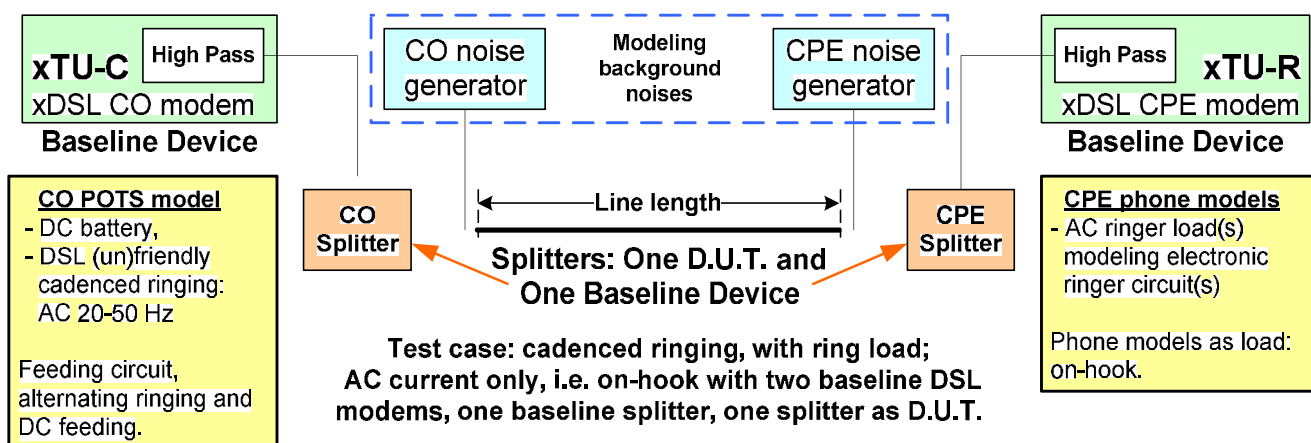 xTU-C
High Pass
xDSL CO modem
Baseline Device
CO noise
generator
Modeling
background
noises
CPE noise
generator
High Pass
xTU-R
xDSL CPE modem
Baseline Device
CO POTS model
- DC battery,
- DSL (un)friendly
cadenced ringing:
AC 20-50 Hz
Feeding circuit,
alternating ringing and
DC feeding.
CO
Splitter
Line length
CPE
Splitter
Splitters: One D.U.T. and
One Baseline Device
Test case: cadenced ringing, with ring load;
AC current only, i.e. on-hook with two baseline DSL
modems, one baseline splitter, one splitter as D.U.T.
CPE phone models
- AC ringer load(s)
modeling electronic
ringer circuit(s)
Phone models as load:
on-hook.